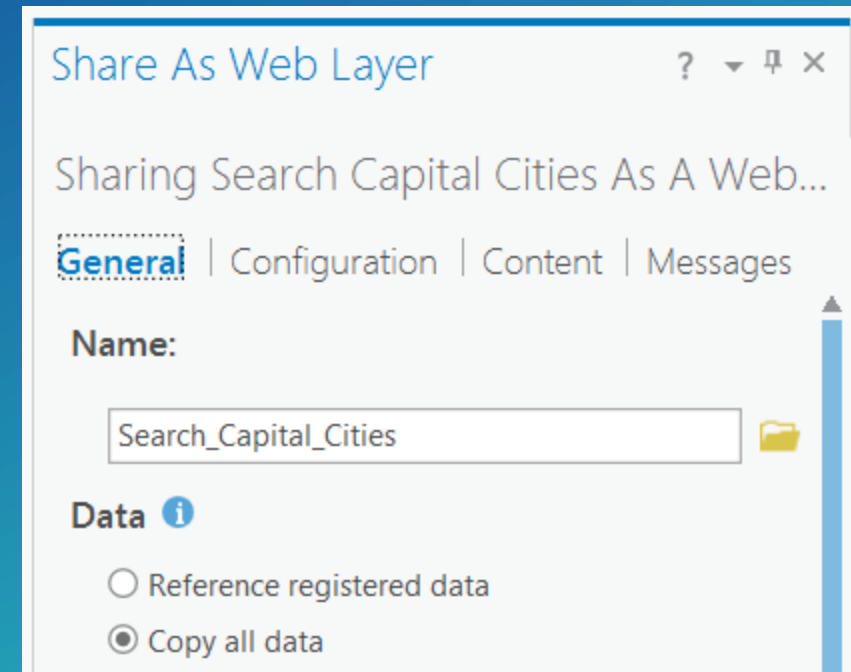 Share As Web Layer ?
Sharing Search Capital Cities As A Web...
General | Configuration | Content | Messages
Name:
Search_Capital_Cities
Data i
Reference registered data
Copy all data